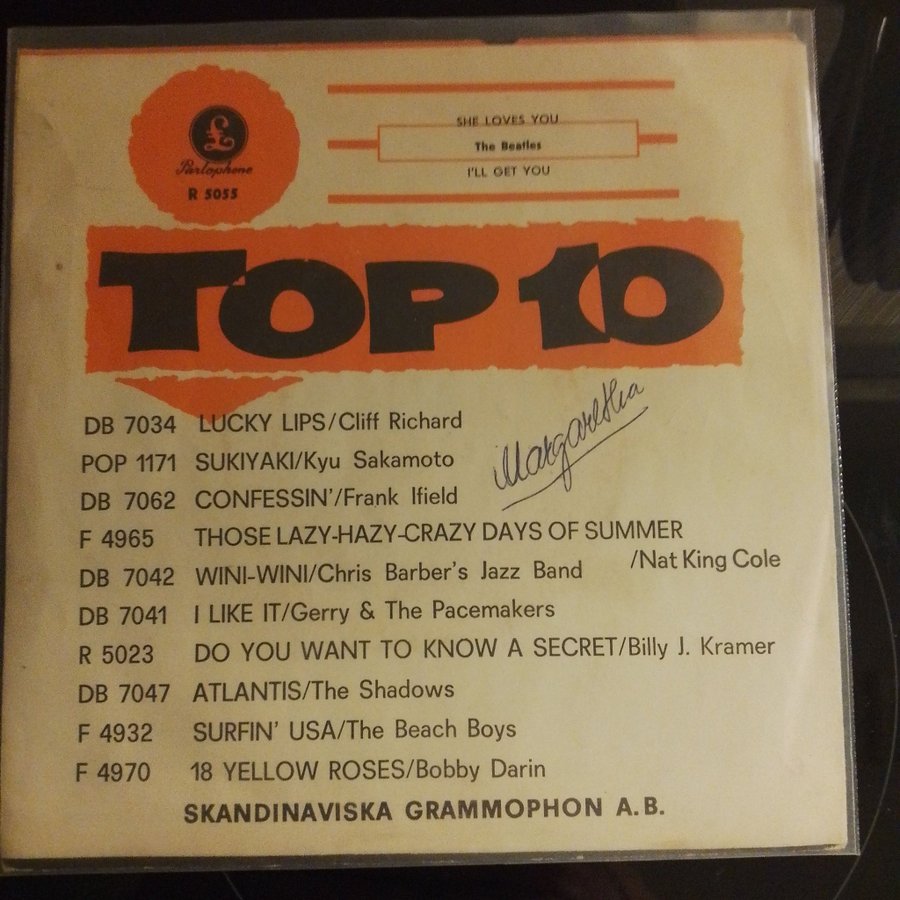 SHE LOVES YOU
The Beatles
I'LL GET YOU
£
Parlophone
R 5055
TOP 10
Margaretha
DB 7034 LUCKY LIPS/Cliff Richard
POP 1171 SUKIYAKI/Kyu Sakamoto
DB 7062 CONFESSIN'/Frank Ifield
F 4965 THOSE LAZY-HAZY-CRAZY DAYS OF SUMMER
/Nat King Cole
DB 7042 WINI-WINI/Chris Barber's Jazz Band
DB 7041 I LIKE IT/Gerry & The Pacemakers
R 5023 DO YOU WANT TO KNOW A SECRET/Billy J. Kramer
DB 7047 ATLANTIS/The Shadows
F 4932 SURFIN' USA/The Beach Boys
F 4970 18 YELLOW ROSES/Bobby Darin
SKANDINAVISKA GRAMMOPHON A.B.